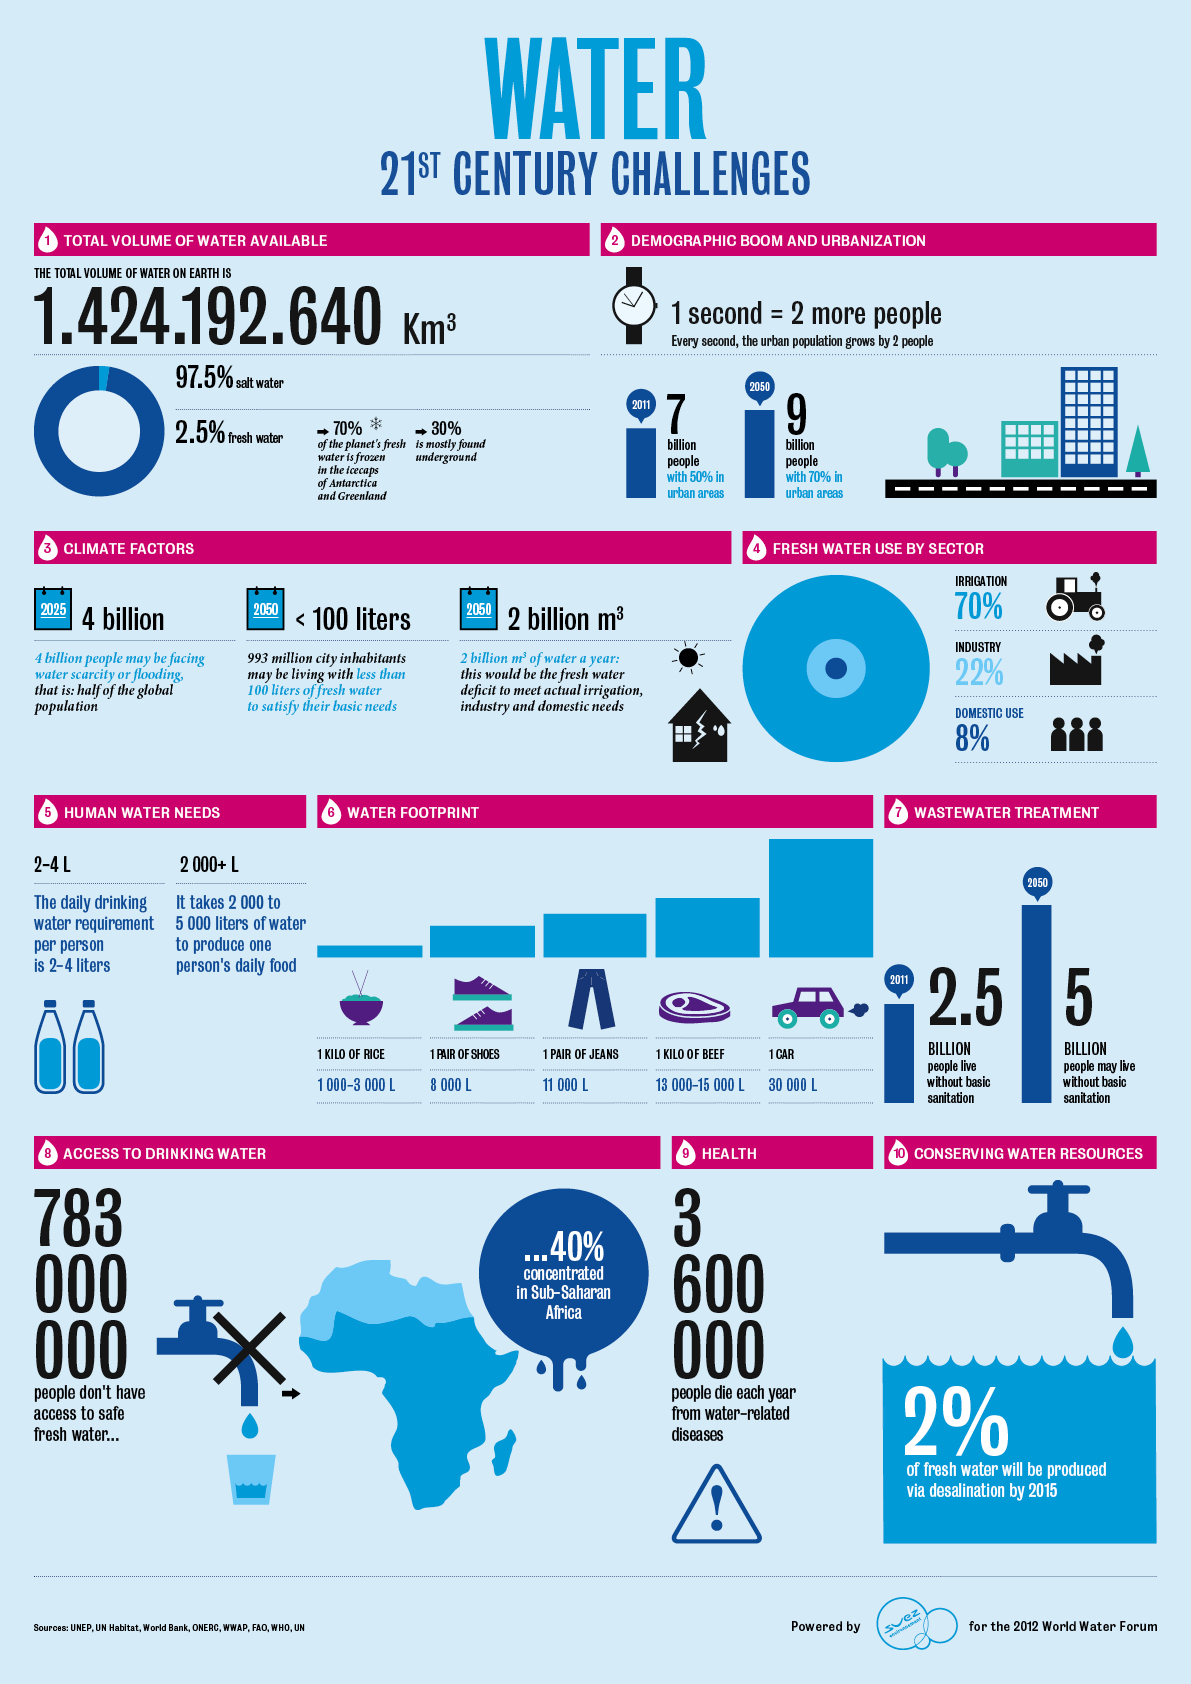 WATER
21ST CENTURY CHALLENGES
1 TOTAL VOLUME OF WATER AVAILABLE
THE TOTAL VOLUME OF WATER ON EARTH IS
1.424.192.640 Km³
97.5% salt water
2.5% fresh water
70%
of the planet's fresh
water is frozen
in the icecaps
of Antarctica
and Greenland
30%
is mostly found
underground
2 DEMOGRAPHIC BOOM AND URBANIZATION
1 second = 2 more people
Every second, the urban population grows by 2 people
2011
7
billion
people
with 50% in
urban areas
2050
9
billion
people
with 70% in
urban areas
3 CLIMATE FACTORS
2025
4 billion
4 billion people may be facing
water scarcity or flooding,
that is: half of the global
population
2050
< 100 liters
993 million city inhabitants
may be living with less than
100 liters of fresh water
to satisfy their basic needs
2050
2 billion m³
2 billion m³ of water a year:
this would be the fresh water
deficit to meet actual irrigation,
industry and domestic needs
4 FRESH WATER USE BY SECTOR
IRRIGATION
70%
INDUSTRY
22%
DOMESTIC USE
8%
5 HUMAN WATER NEEDS
2-4 L
The daily drinking
water requirement
per person
is 2-4 liters
2 000+ L
It takes 2 000 to
5 000 liters of water
to produce one
person's daily food
6 WATER FOOTPRINT
1 KILO OF RICE
1 000-3 000 L
1 PAIR OF SHOES
8 000 L
1 PAIR OF JEANS
11 000 L
1 KILO OF BEEF
13 000-15 000 L
1 CAR
30 000 L
7 WASTEWATER TREATMENT
2011
2.5
BILLION
people live
without basic
sanitation
2050
5
BILLION
people may live
without basic
sanitation
8 ACCESS TO DRINKING WATER
783
000
000
people don't have
access to safe
fresh water...
...40%
concentrated
in Sub-Saharan
Africa
9 HEALTH
3
600
000
people die each year
from water-related
diseases
!
10 CONSERVING WATER RESOURCES
2%
of fresh water will be produced
via desalination by 2015
Sources: UNEP, UN Habitat, World Bank, ONERC, WWAP, FAO, WHO, UN
Powered by
suez
for the 2012 World Water Forum